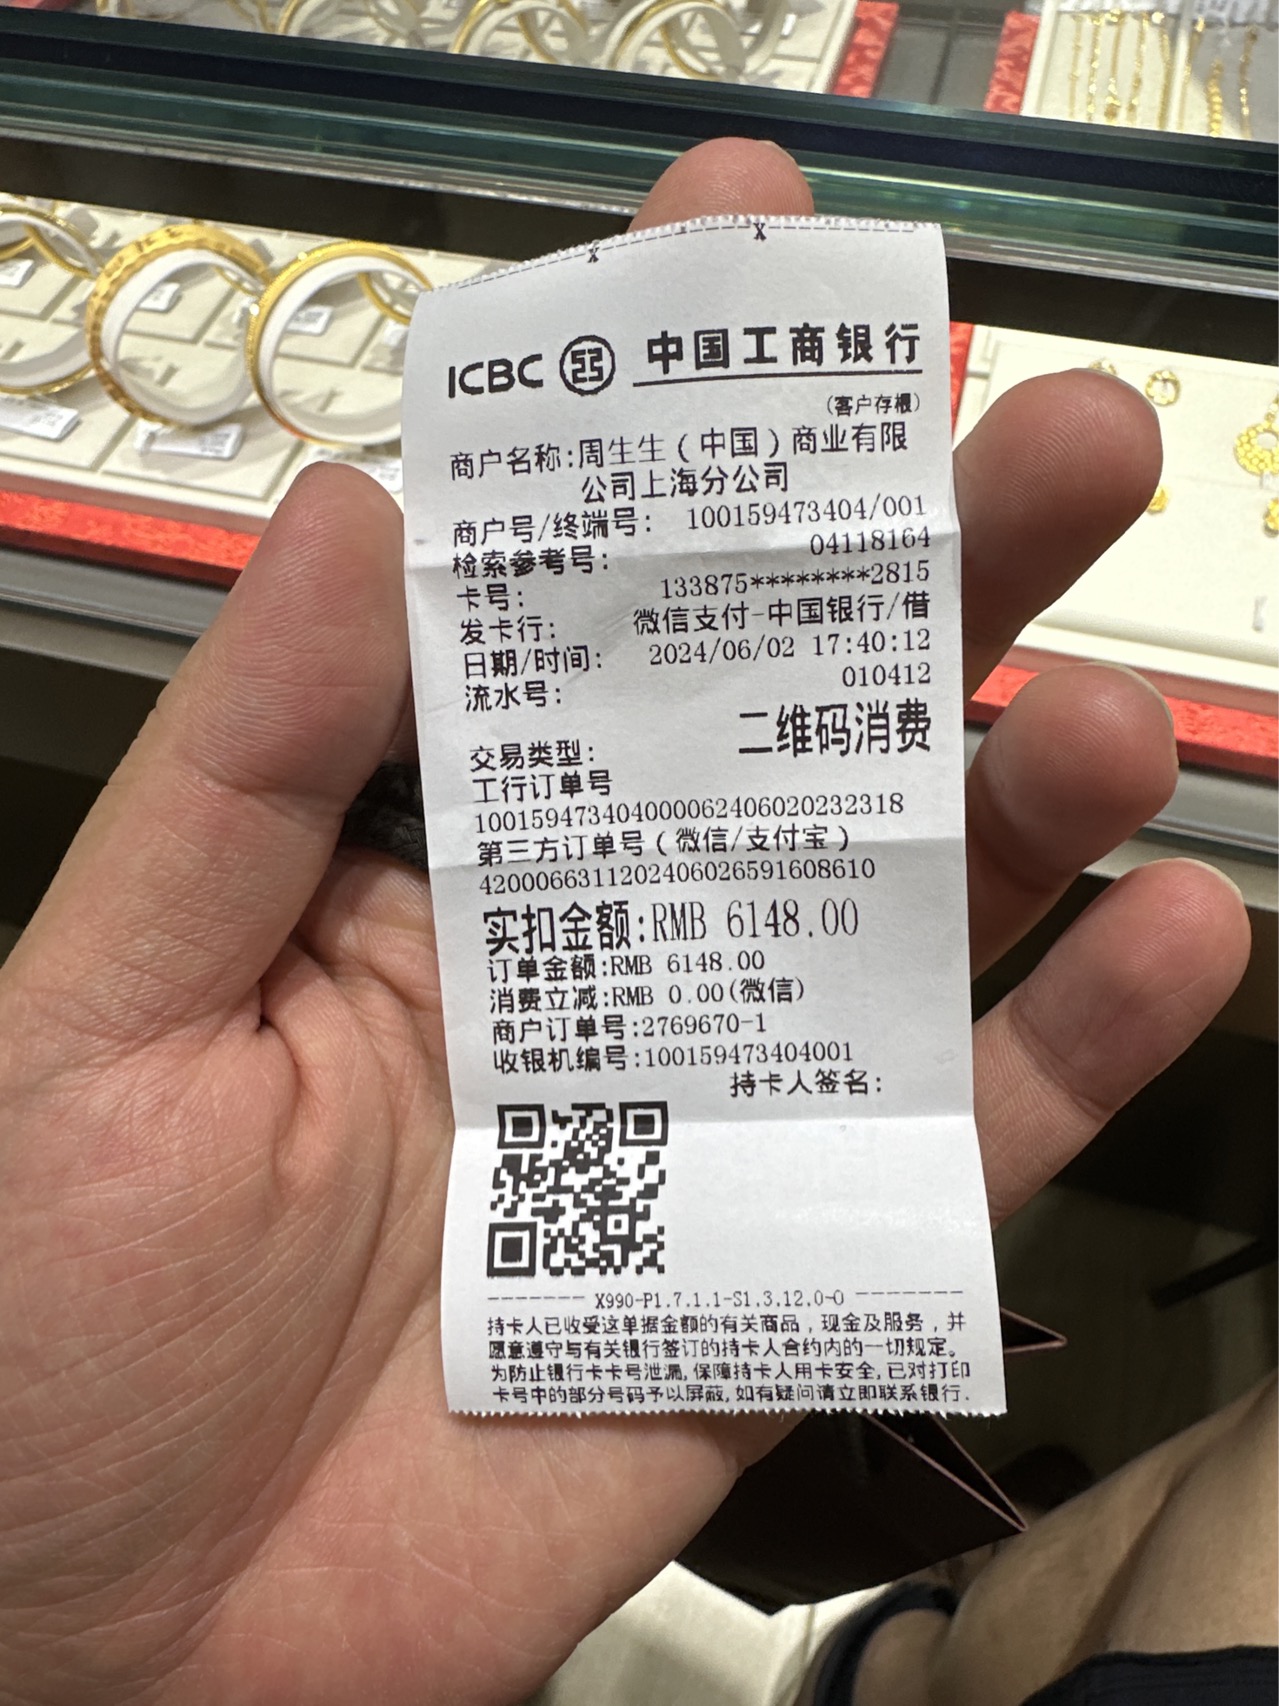 ICBC 中国工商银行
(客户存根)
商户名称:周生生(中国)商业有限
公司上海分公司
商户号/终端号: 100159473404/001
检索参考号: 04118164
卡号: 133875********2815
发卡行: 微信支付-中国银行/借
日期/时间: 2024/06/02 17:40:12
流水号: 010412
交易类型: 二维码消费
工行订单号
10015947340400006240602023​2318
第三方订单号(微信/支付宝)
4200066311202406026591608610
实扣金额:RMB 6148.00
订单金额:RMB 6148.00
消费立减:RMB 0.00(微信)
商户订单号:2769670-1
收银机编号:100159473404001
持卡人签名:
------- X990-P1.7.1.1-S1.3.12.0-0 -------
持卡人已收受这单据金额的有关商品，现金及服务，并
愿意遵守与有关银行签订的持卡人合约内的一切规定。
为防止银行卡卡号泄漏,保障持卡人用卡安全,已对打印
卡号中的部分号码予以屏蔽,如有疑问请立即联系银行.